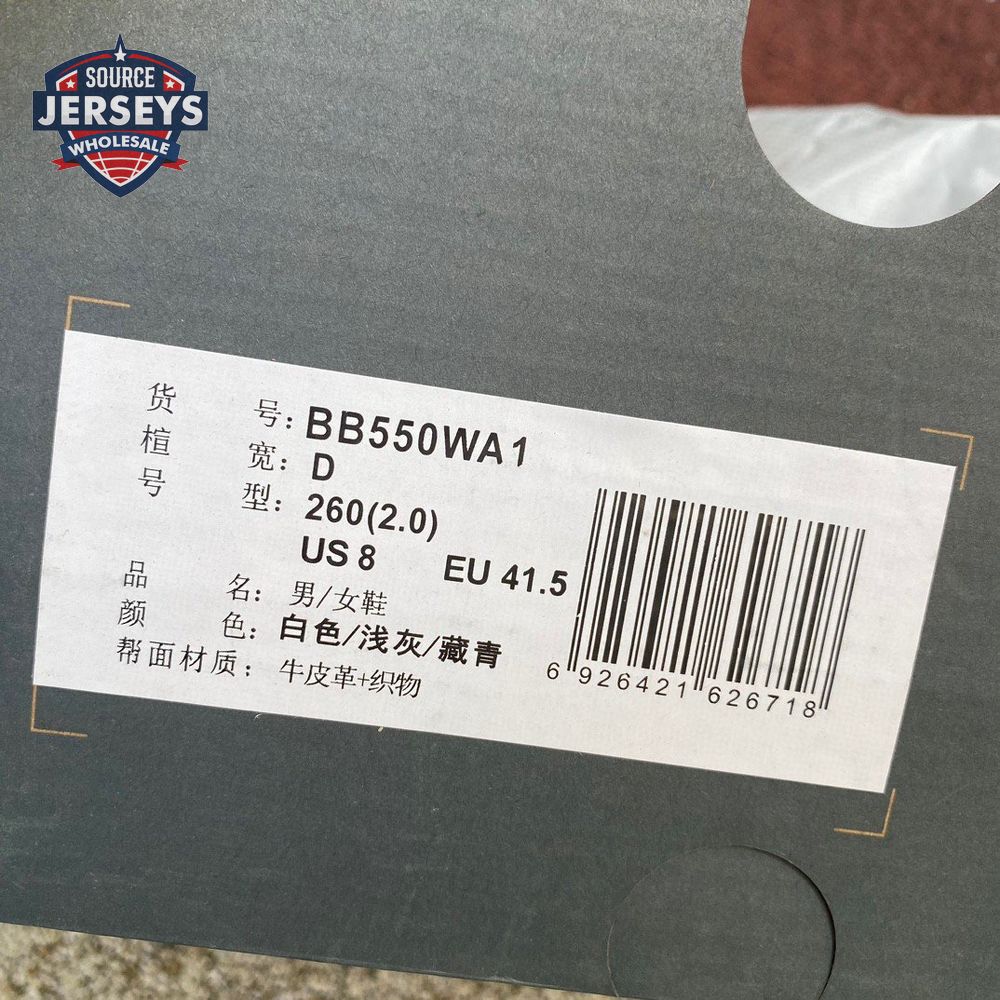 SOURCE
JERSEYS
WHOLESALE
货 号: BB550WA1
楦 宽: D
号 型: 260(2.0)
US 8 EU 41.5
品 名: 男/女鞋
颜 色: 白色/浅灰/藏青
帮面材质: 牛皮革+织物
6 926421 626718